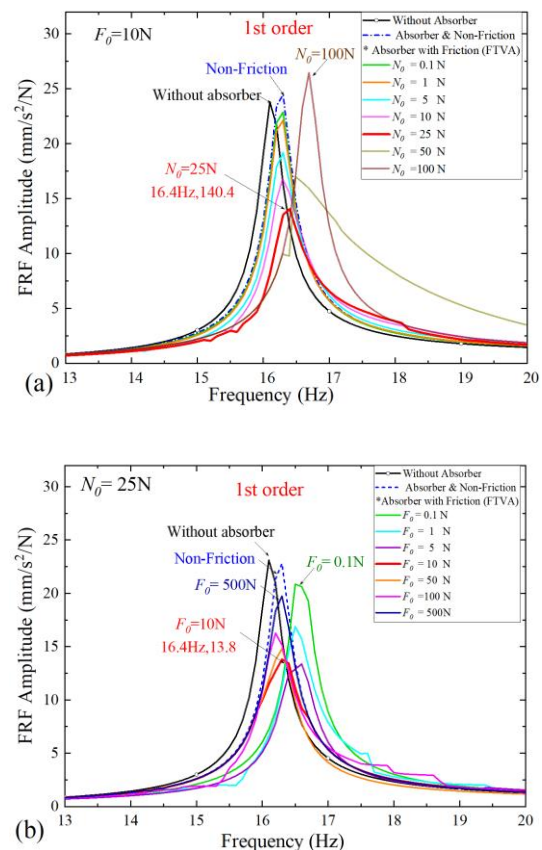 F₀=10N
1st order
Non-Friction
Without absorber
N₀=100N
N₀=25N
16.4Hz,140.4
Without Absorber
Absorber & Non-Friction
* Absorber with Friction (FTVA)
N₀ = 0.1 N
N₀ = 1 N
N₀ = 5 N
N₀ = 10 N
N₀ = 25 N
N₀ = 50 N
N₀ =100 N
FRF Amplitude (mm/s²/N)
30
25
20
15
10
5
0
13 14 15 16 17 18 19 20
Frequency (Hz)
(a)
N₀= 25N
1st order
Without absorber
Non-Friction
F₀= 500N
F₀= 0.1N
F₀=10N
16.4Hz,13.8
Without Absorber
Absorber & Non-Friction
*Absorber with Friction (FTVA)
F₀ = 0.1 N
F₀ = 1 N
F₀ = 5 N
F₀ = 10 N
F₀ = 50 N
F₀ =100 N
F₀ = 500N
FRF Amplitude (mm/s²/N)
30
25
20
15
10
5
0
13 14 15 16 17 18 19 20
Frequency (Hz)
(b)